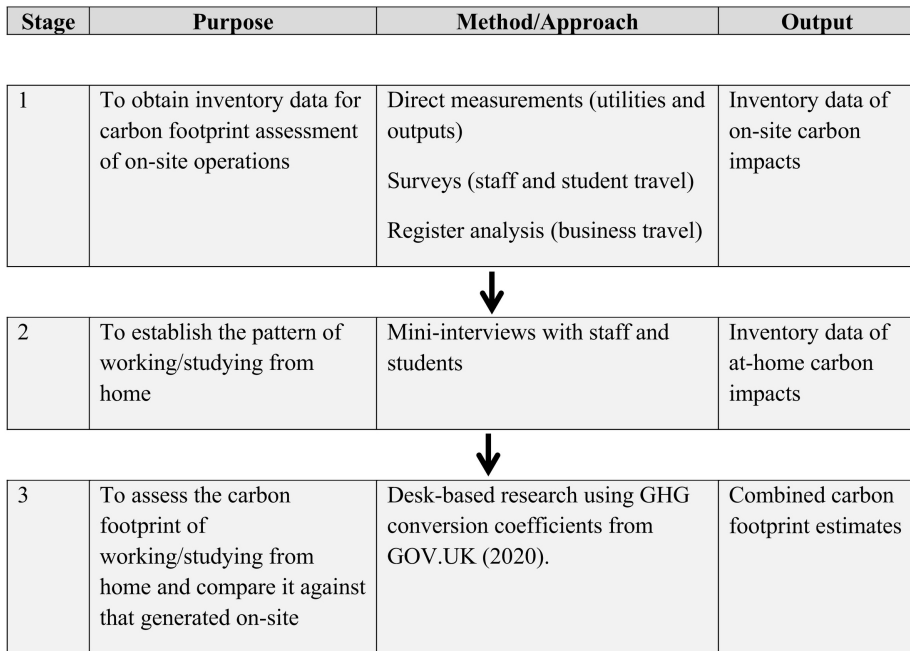 Stage Purpose Method/Approach Output
1
To obtain inventory data for
carbon footprint assessment
of on-site operations
Direct measurements (utilities and
outputs)
Surveys (staff and student travel)
Register analysis (business travel)
Inventory data of
on-site carbon
impacts
2
To establish the pattern of
working/studying from
home
Mini-interviews with staff and
students
Inventory data of
at-home carbon
impacts
3
To assess the carbon
footprint of
working/studying from
home and compare it against
that generated on-site
Desk-based research using GHG
conversion coefficients from
GOV.UK (2020).
Combined carbon
footprint estimates